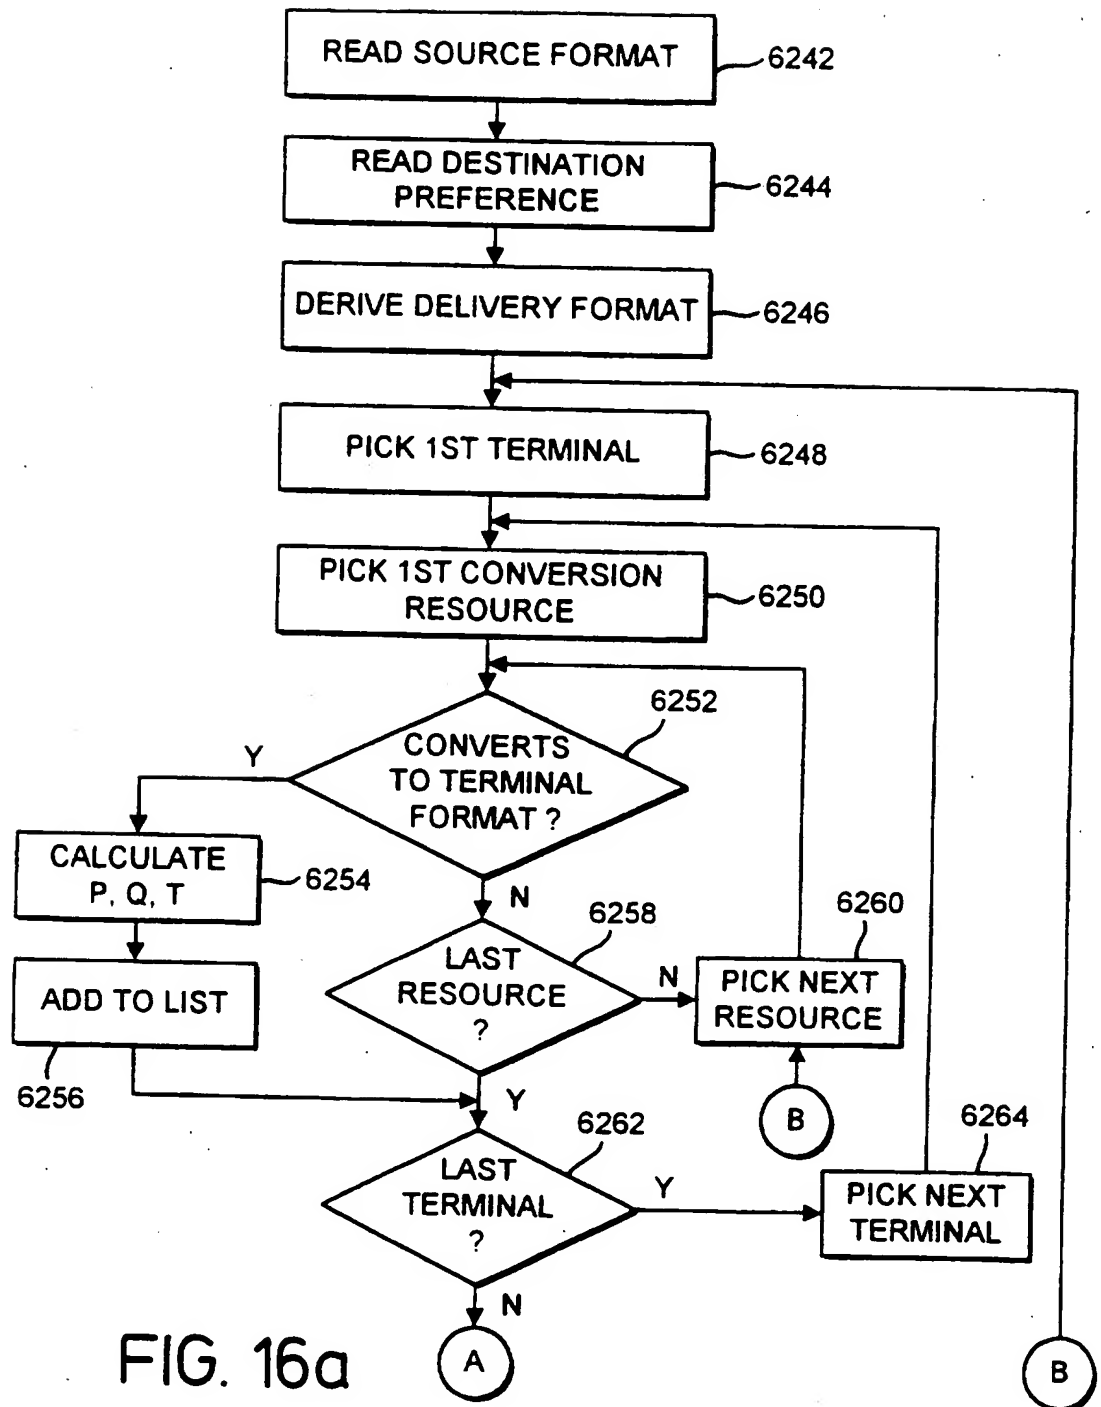 READ SOURCE FORMAT
6242
READ DESTINATION
PREFERENCE
6244
DERIVE DELIVERY FORMAT
6246
PICK 1ST TERMINAL
6248
PICK 1ST CONVERSION
RESOURCE
6250
CONVERTS
TO TERMINAL
FORMAT ?
6252
Y
N
CALCULATE
P, Q, T
6254
ADD TO LIST
6256
LAST
RESOURCE
?
6258
N
Y
PICK NEXT
RESOURCE
6260
B
LAST
TERMINAL
?
6262
Y
N
PICK NEXT
TERMINAL
6264
A
B
FIG. 16a